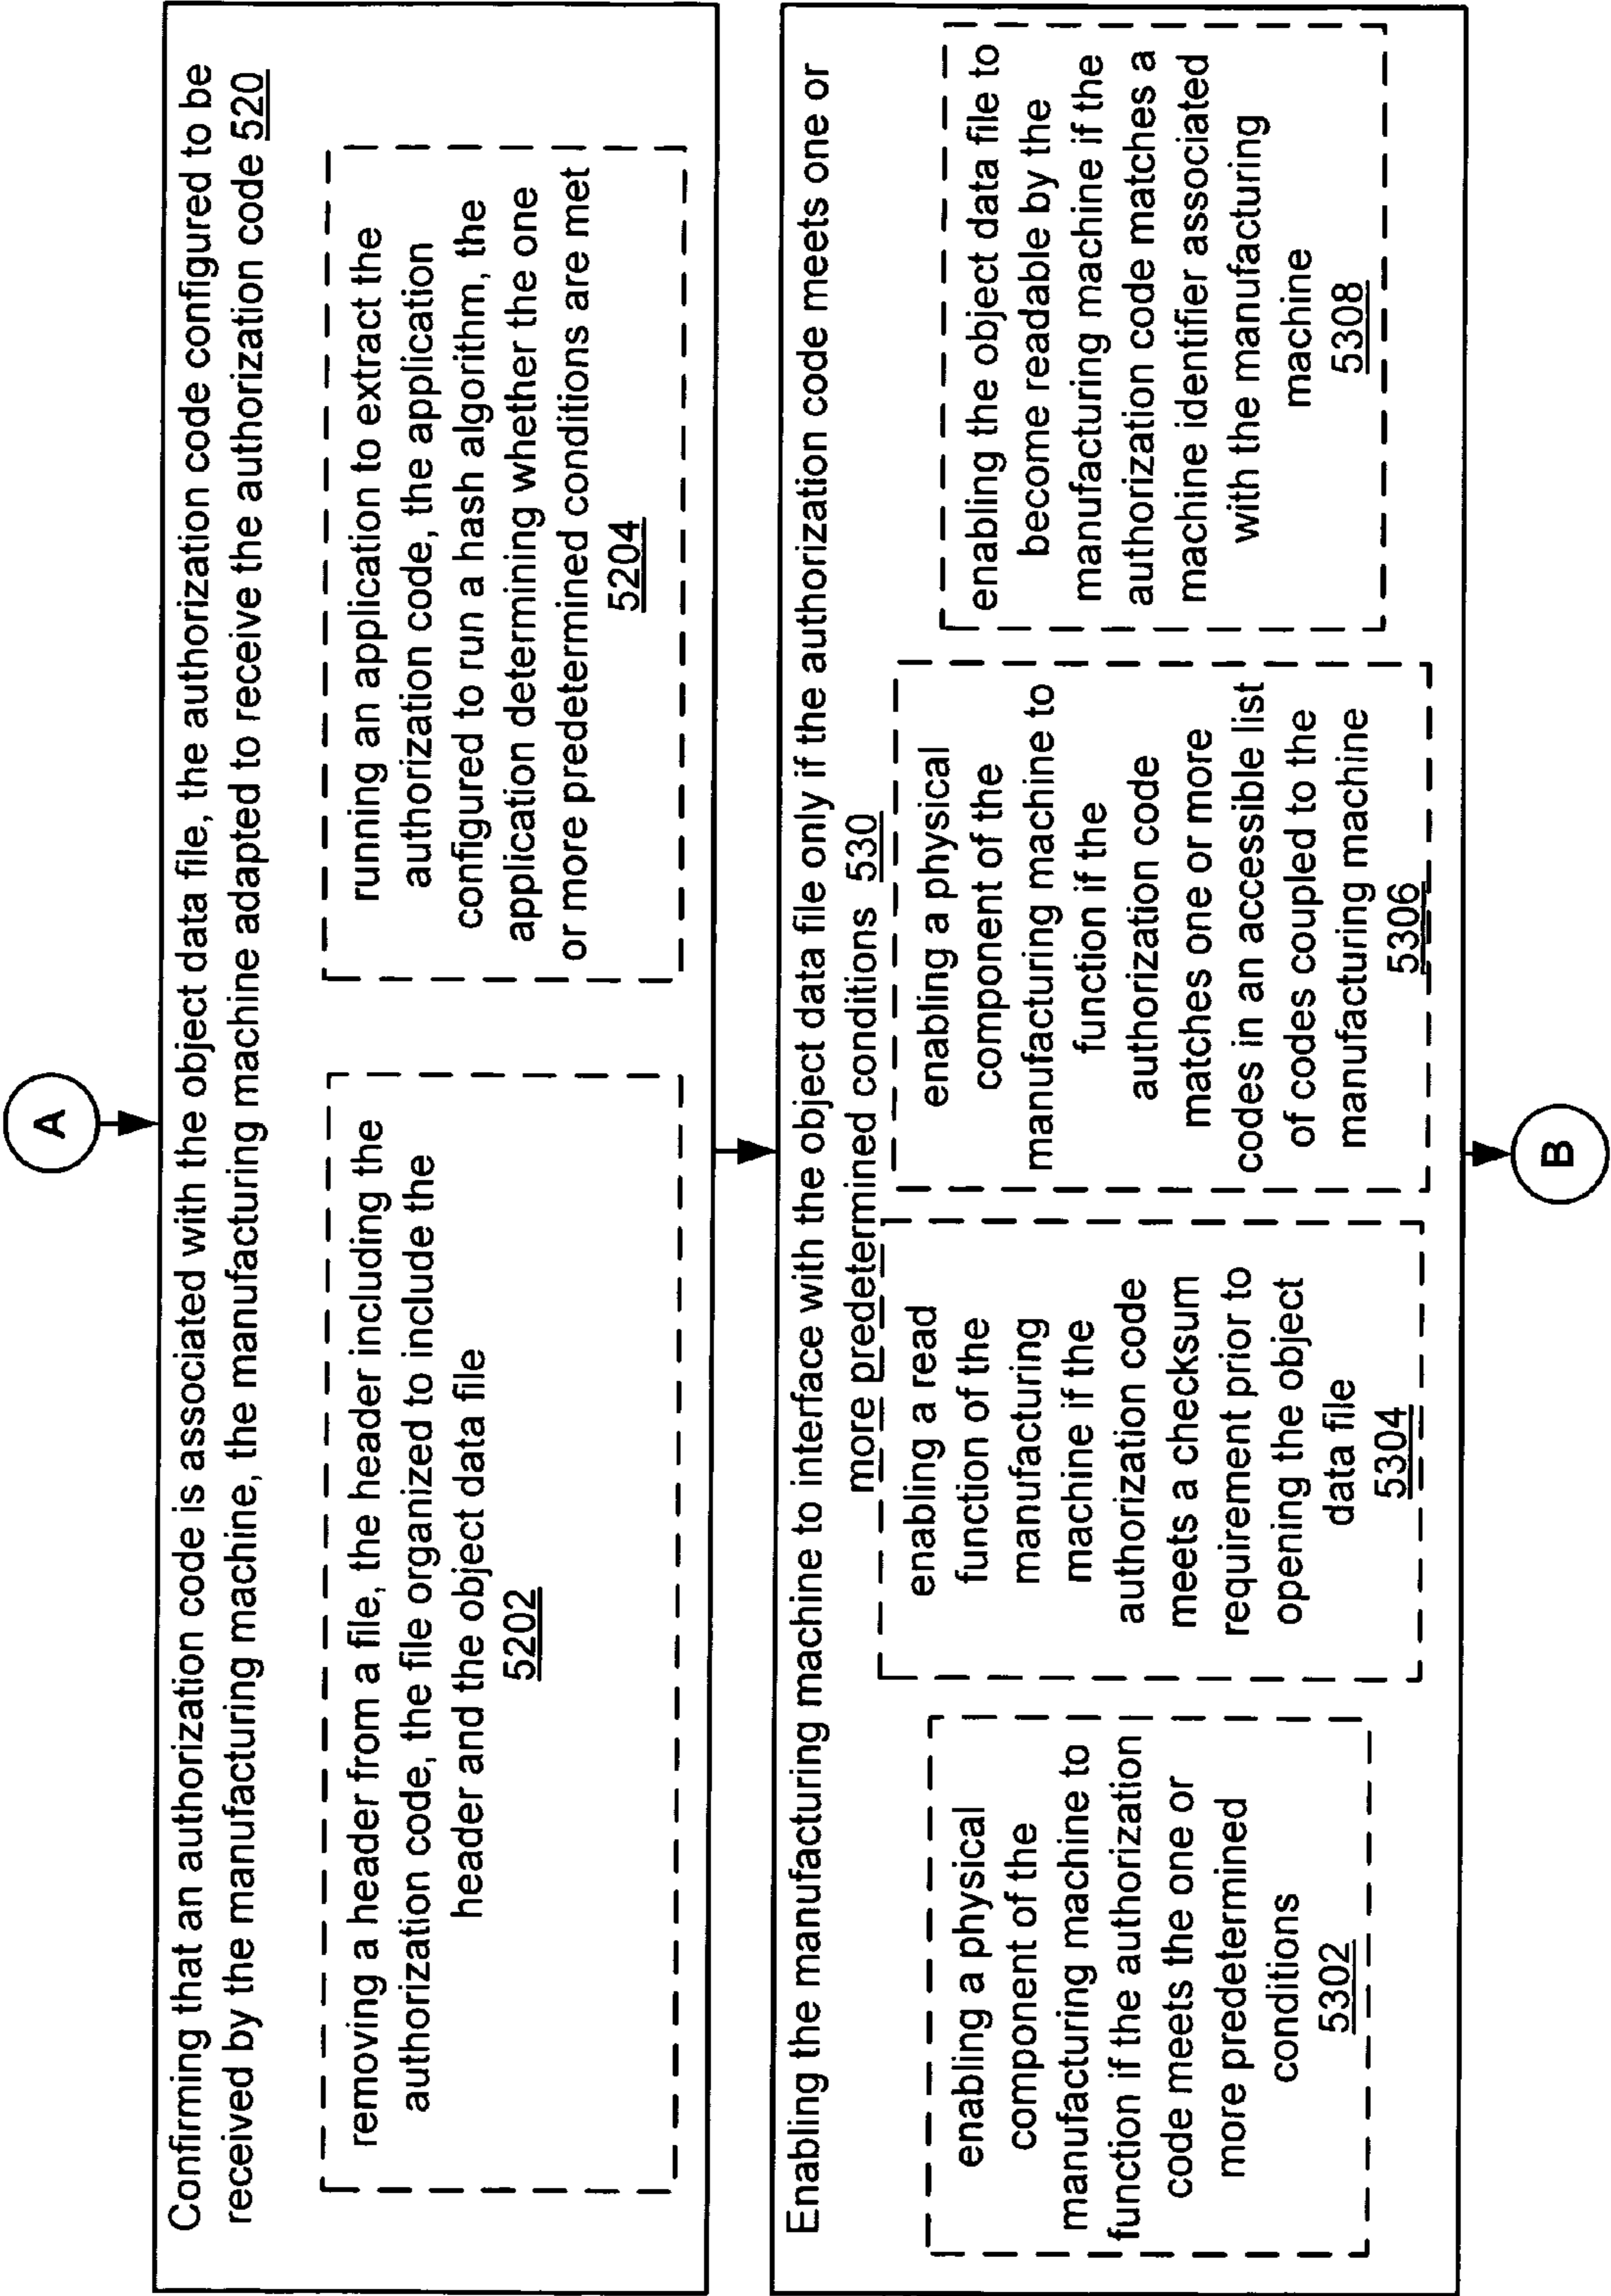 A
Confirming that an authorization code is associated with the object data file, the authorization code configured to be
received by the manufacturing machine, the manufacturing machine adapted to receive the authorization code 520
removing a header from a file, the header including the
authorization code, the file organized to include the
header and the object data file
5202
running an application to extract the
authorization code, the application
configured to run a hash algorithm, the
application determining whether the one
or more predetermined conditions are met
5204
Enabling the manufacturing machine to interface with the object data file only if the authorization code meets one or
more predetermined conditions 530
enabling a physical
component of the
manufacturing machine to
function if the authorization
code meets the one or
more predetermined
conditions
5302
enabling a read
function of the
manufacturing
machine if the
authorization code
meets a checksum
requirement prior to
opening the object
data file
5304
enabling a physical
component of the
manufacturing machine to
function if the
authorization code
matches one or more
codes in an accessible list
of codes coupled to the
manufacturing machine
5306
enabling the object data file to
become readable by the
manufacturing machine if the
authorization code matches a
machine identifier associated
with the manufacturing
machine
5308
B